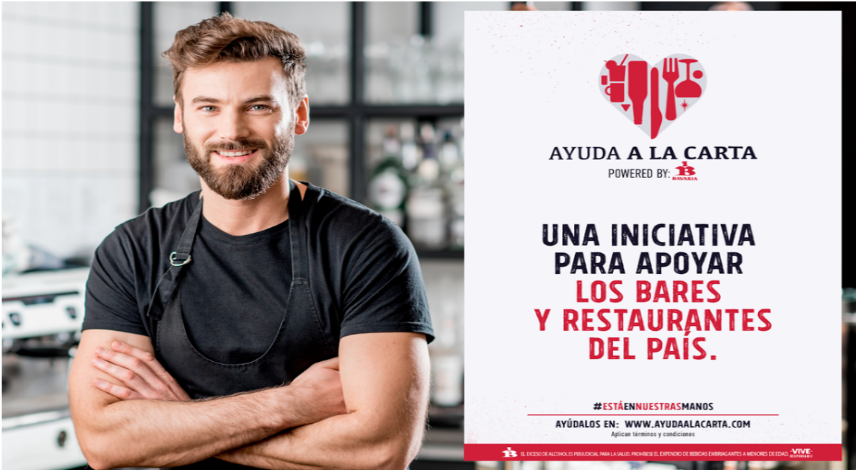 AYUDA A LA CARTA
POWERED BY: BAVARIA
UNA INICIATIVA
PARA APOYAR
LOS BARES
Y RESTAURANTES
DEL PAÍS.
#ESTÁENNUESTRASMANOS
AYÚDALOS EN: WWW.AYUDAALACARTA.COM
Aplican términos y condiciones
EL EXCESO DE ALCOHOL ES PERJUDICIAL PARA LA SALUD. PROHÍBESE EL EXPENDIO DE BEBIDAS EMBRIAGANTES A MENORES DE EDAD.
VIVE